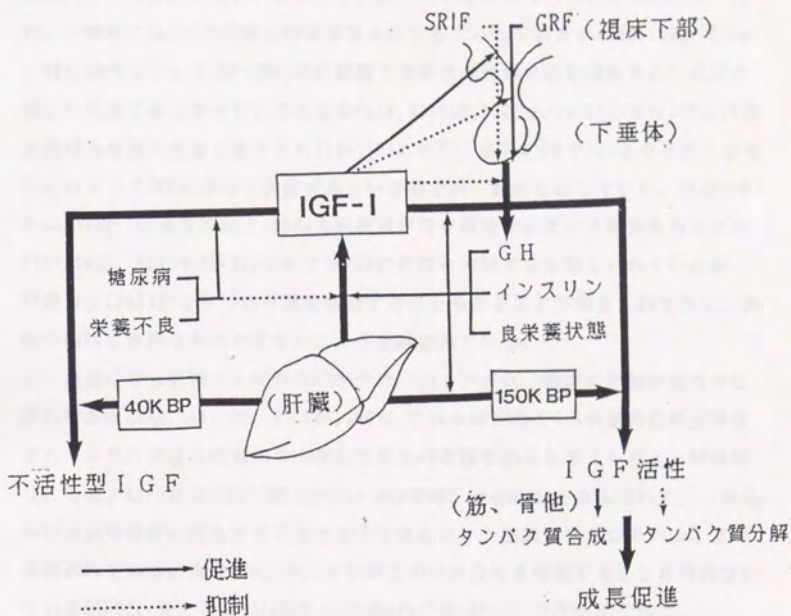 SRIF GRF (視床下部)
(下垂体)
IGF-I
糖尿病
栄養不良
GH
インスリン
良栄養状態
40K BP
(肝臓)
150K BP
不活性型IGF
IGF活性
(筋、骨他)
タンパク質合成
タンパク質分解
成長促進
促進
抑制